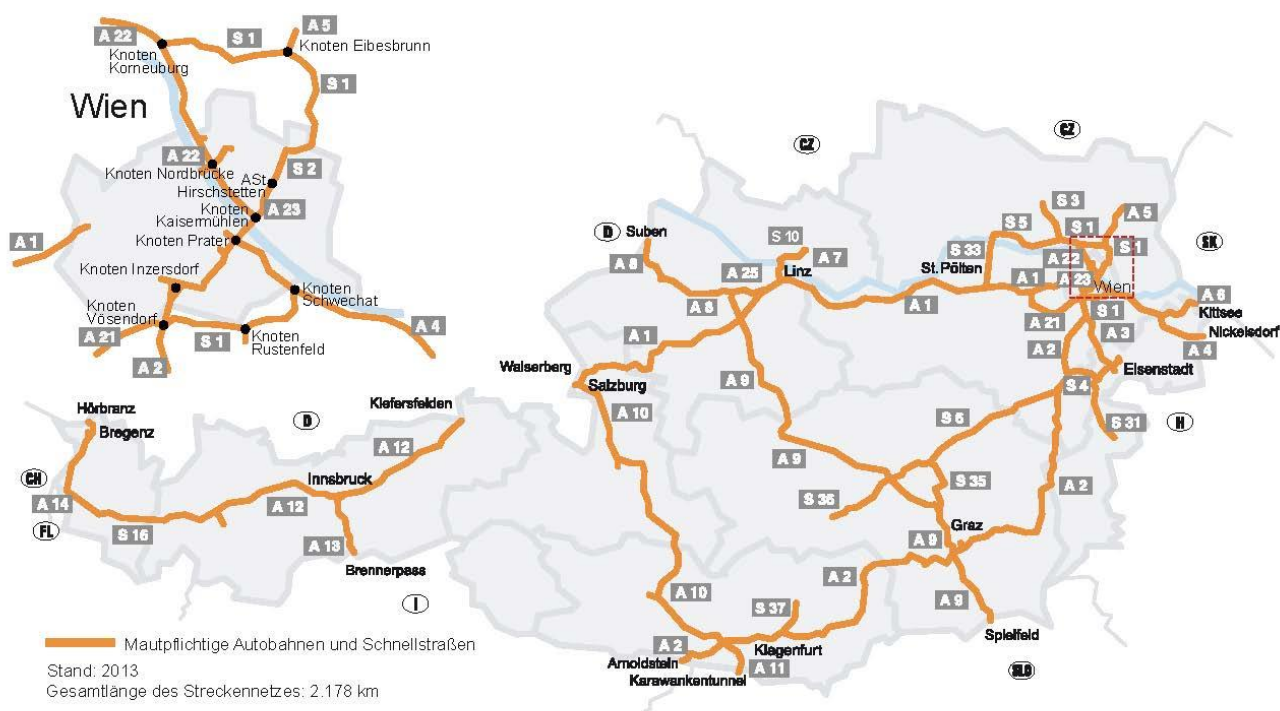 A 22
S 1
A 5
Knoten Eibesbrunn
Knoten
Korneuburg
S 1
Wien
A 22
Knoten Nordbrücke
S 2
ASt
Hirschstetten
Knoten
Kaisermühlen
A 23
A 1
Knoten Prater
Knoten Inzersdorf
Knoten
Schwechat
Knoten
Vösendorf
A 21
S 1
A 4
A 2
Knoten
Rustenfeld
CZ
CZ
D
Suben
A 8
S 10
A 7
A 25
Linz
A 8
A 1
St. Pölten
S 33
S 5
S 3
S 1
A 5
S 1
SK
A 22
A 1
A 23
Wien
A 6
Kittsee
S 1
A 21
A 3
Nickelsdorf
A 4
A 2
Eisenstadt
S 4
S 31
H
A 1
Walserberg
Salzburg
A 10
A 9
S 6
A 9
S 36
S 35
A 2
Graz
A 9
A 2
A 10
S 37
A 9
Spielfeld
A 2
Klagenfurt
Arnoldstein
A 11
Karawankentunnel
SLO
Hörbranz
Bregenz
D
Kiefersfelden
A 12
Innsbruck
CH
A 14
A 12
FL
S 16
A 13
Brennerpass
I
Mautpflichtige Autobahnen und Schnellstraßen
Stand: 2013
Gesamtlänge des Streckennetzes: 2.178 km